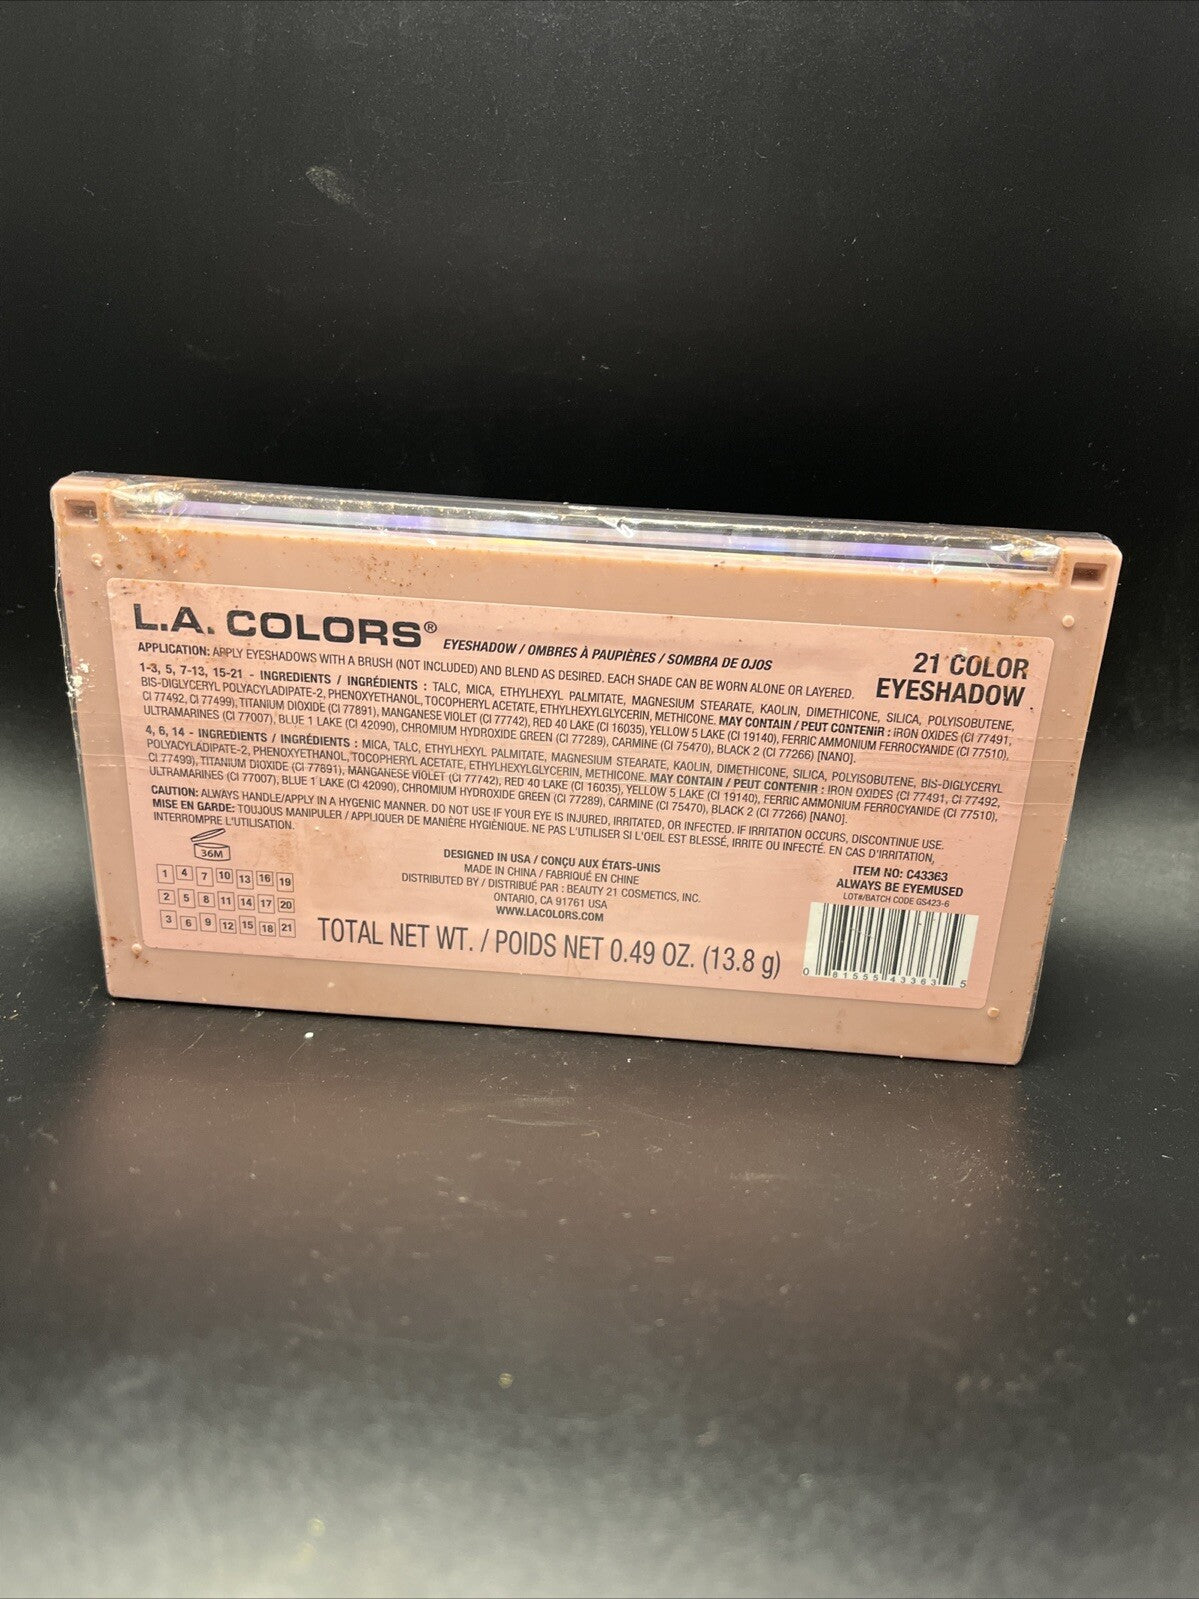 L.A. COLORS® EYESHADOW / OMBRES À PAUPIÈRES / SOMBRA DE OJOS
21 COLOR
EYESHADOW
APPLICATION: APPLY EYESHADOWS WITH A BRUSH (NOT INCLUDED) AND BLEND AS DESIRED. EACH SHADE CAN BE WORN ALONE OR LAYERED.
1-3, 5, 7-13, 15-21 - INGREDIENTS / INGRÉDIENTS : TALC, MICA, ETHYLHEXYL PALMITATE, MAGNESIUM STEARATE, KAOLIN, DIMETHICONE, SILICA, POLYISOBUTENE,
BIS-DIGLYCERYL POLYACYLADIPATE-2, PHENOXYETHANOL, TOCOPHERYL ACETATE, ETHYLHEXYLGLYCERIN, METHICONE. MAY CONTAIN / PEUT CONTENIR : IRON OXIDES (CI 77491,
CI 77492, CI 77499), TITANIUM DIOXIDE (CI 77891), MANGANESE VIOLET (CI 77742), RED 40 LAKE (CI 16035), YELLOW 5 LAKE (CI 19140), FERRIC AMMONIUM FERROCYANIDE (CI 77510),
ULTRAMARINES (CI 77007), BLUE 1 LAKE (CI 42090), CHROMIUM HYDROXIDE GREEN (CI 77289), CARMINE (CI 75470), BLACK 2 (CI 77266) [NANO].
4, 6, 14 - INGREDIENTS / INGRÉDIENTS : MICA, TALC, ETHYLHEXYL PALMITATE, MAGNESIUM STEARATE, KAOLIN, DIMETHICONE, SILICA, POLYISOBUTENE, BIS-DIGLYCERYL
POLYACYLADIPATE-2, PHENOXYETHANOL, TOCOPHERYL ACETATE, ETHYLHEXYLGLYCERIN, METHICONE. MAY CONTAIN / PEUT CONTENIR : IRON OXIDES (CI 77491, CI 77492,
CI 77499), TITANIUM DIOXIDE (CI 77891), MANGANESE VIOLET (CI 77742), RED 40 LAKE (CI 16035), YELLOW 5 LAKE (CI 19140), FERRIC AMMONIUM FERROCYANIDE (CI 77510),
ULTRAMARINES (CI 77007), BLUE 1 LAKE (CI 42090), CHROMIUM HYDROXIDE GREEN (CI 77289), CARMINE (CI 75470), BLACK 2 (CI 77266) [NANO].
CAUTION: ALWAYS HANDLE/APPLY IN A HYGENIC MANNER. DO NOT USE IF YOUR EYE IS INJURED, IRRITATED, OR INFECTED. IF IRRITATION OCCURS, DISCONTINUE USE.
MISE EN GARDE: TOUJOUS MANIPULER / APPLIQUER DE MANIÈRE HYGIÈNIQUE. NE PAS L'UTILISER SI L'OEIL EST BLESSÉ, IRRITE OU INFECTÉ. EN CAS D'IRRITATION,
INTERROMPRE L'UTILISATION.
36M
1 4 7 10 13 16 19
2 5 8 11 14 17 20
3 6 9 12 15 18 21
DESIGNED IN USA / CONÇU AUX ÉTATS-UNIS
MADE IN CHINA / FABRIQUÉ EN CHINE
DISTRIBUTED BY / DISTRIBUÉ PAR : BEAUTY 21 COSMETICS, INC.
ONTARIO, CA 91761 USA
WWW.LACOLORS.COM
TOTAL NET WT. / POIDS NET 0.49 OZ. (13.8 g)
ITEM NO: C43363
ALWAYS BE EYEMUSED
LOT#/BATCH CODE GS423-6
0 81555 43363 5